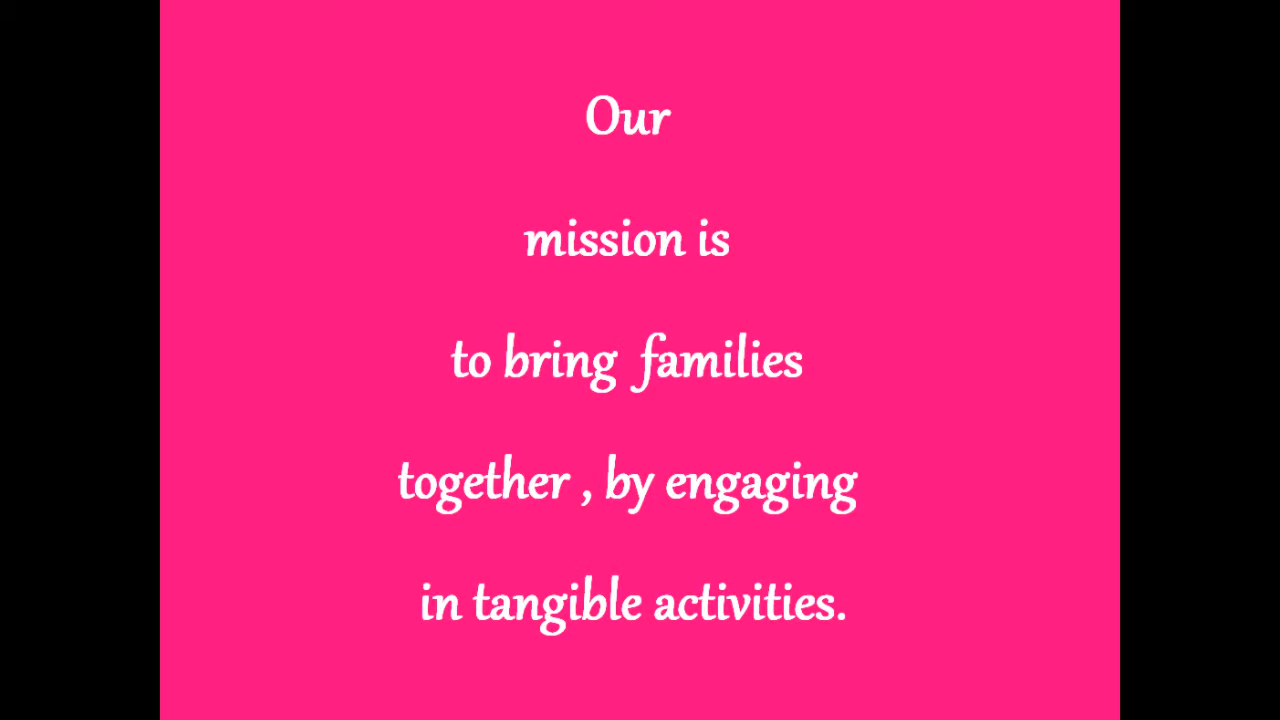 Our
mission is
to bring families
together , by engaging
in tangible activities.